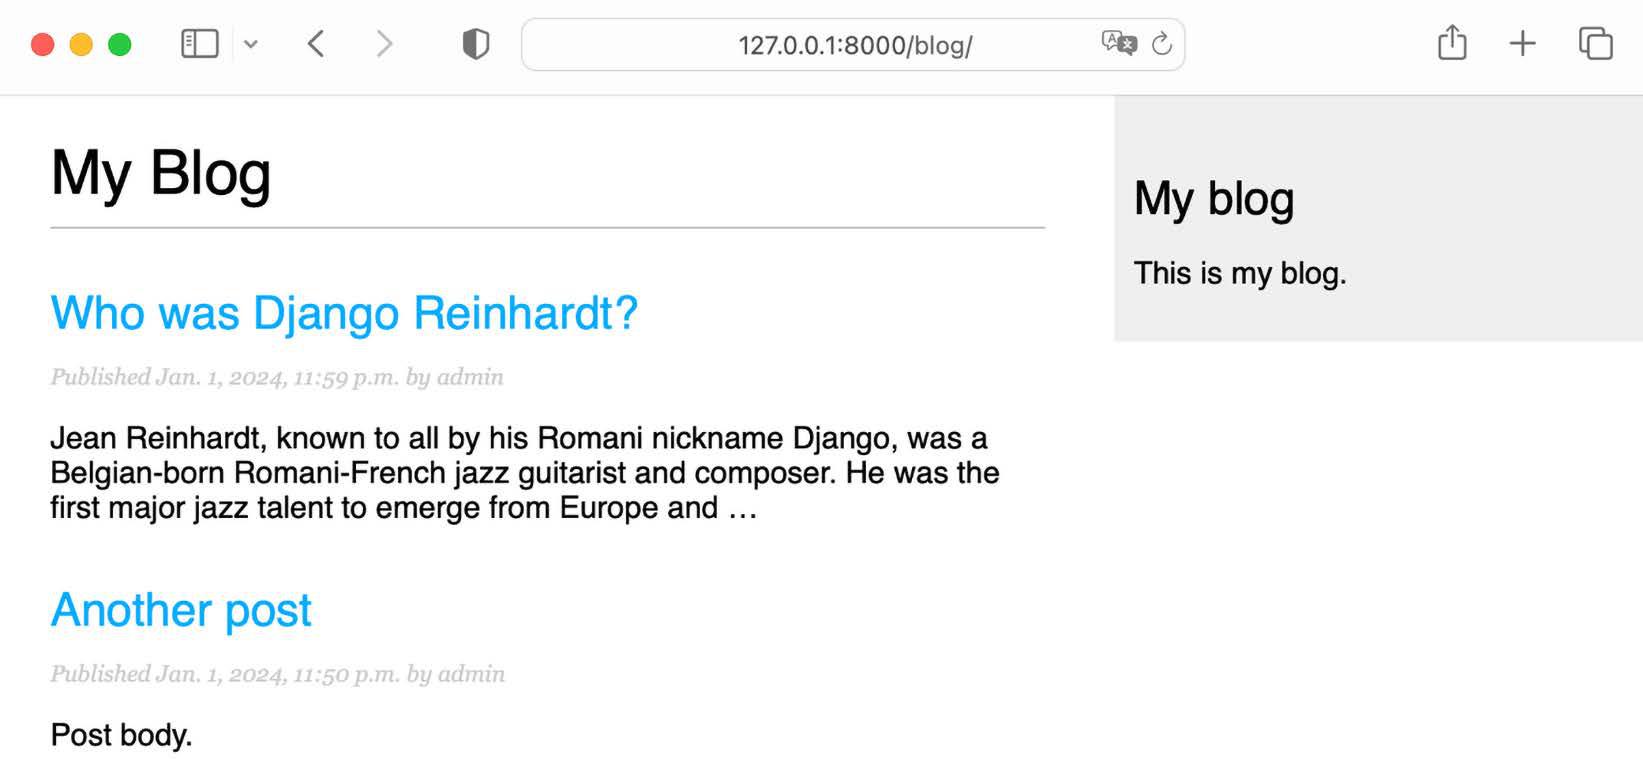 127.0.0.1:8000/blog/
My Blog
Who was Django Reinhardt?
Published Jan. 1, 2024, 11:59 p.m. by admin
Jean Reinhardt, known to all by his Romani nickname Django, was a
Belgian-born Romani-French jazz guitarist and composer. He was the
first major jazz talent to emerge from Europe and …
Another post
Published Jan. 1, 2024, 11:50 p.m. by admin
Post body.
My blog
This is my blog.